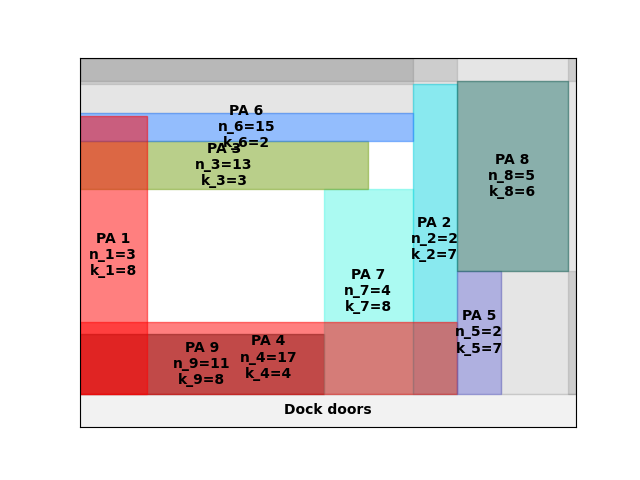 PA 6
n_6=15
k_6=2
PA 3
n_3=13
k_3=3
PA 8
n_8=5
k_8=6
PA 1
n_1=3
k_1=8
PA 2
n_2=2
k_2=7
PA 7
n_7=4
k_7=8
PA 5
n_5=2
k_5=7
PA 9
n_9=11
k_9=8
PA 4
n_4=17
k_4=4
Dock doors